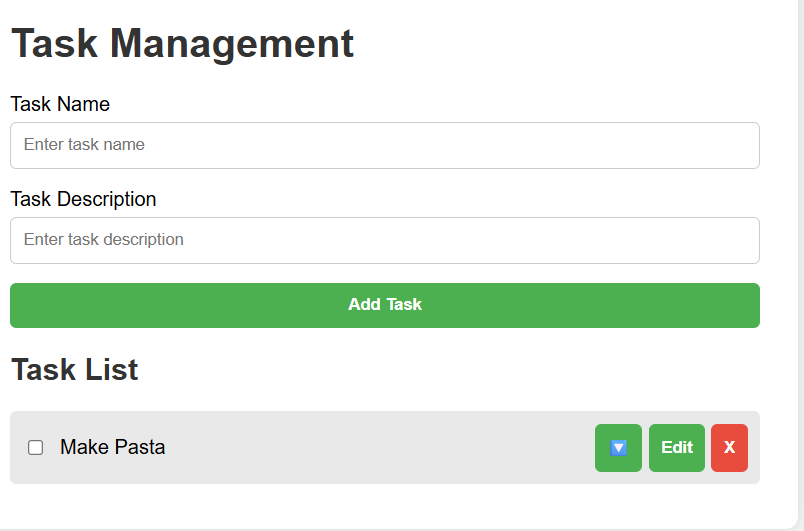 Task Management
Task Name
Enter task name
Task Description
Enter task description
Add Task
Task List
Make Pasta 🔽 Edit X